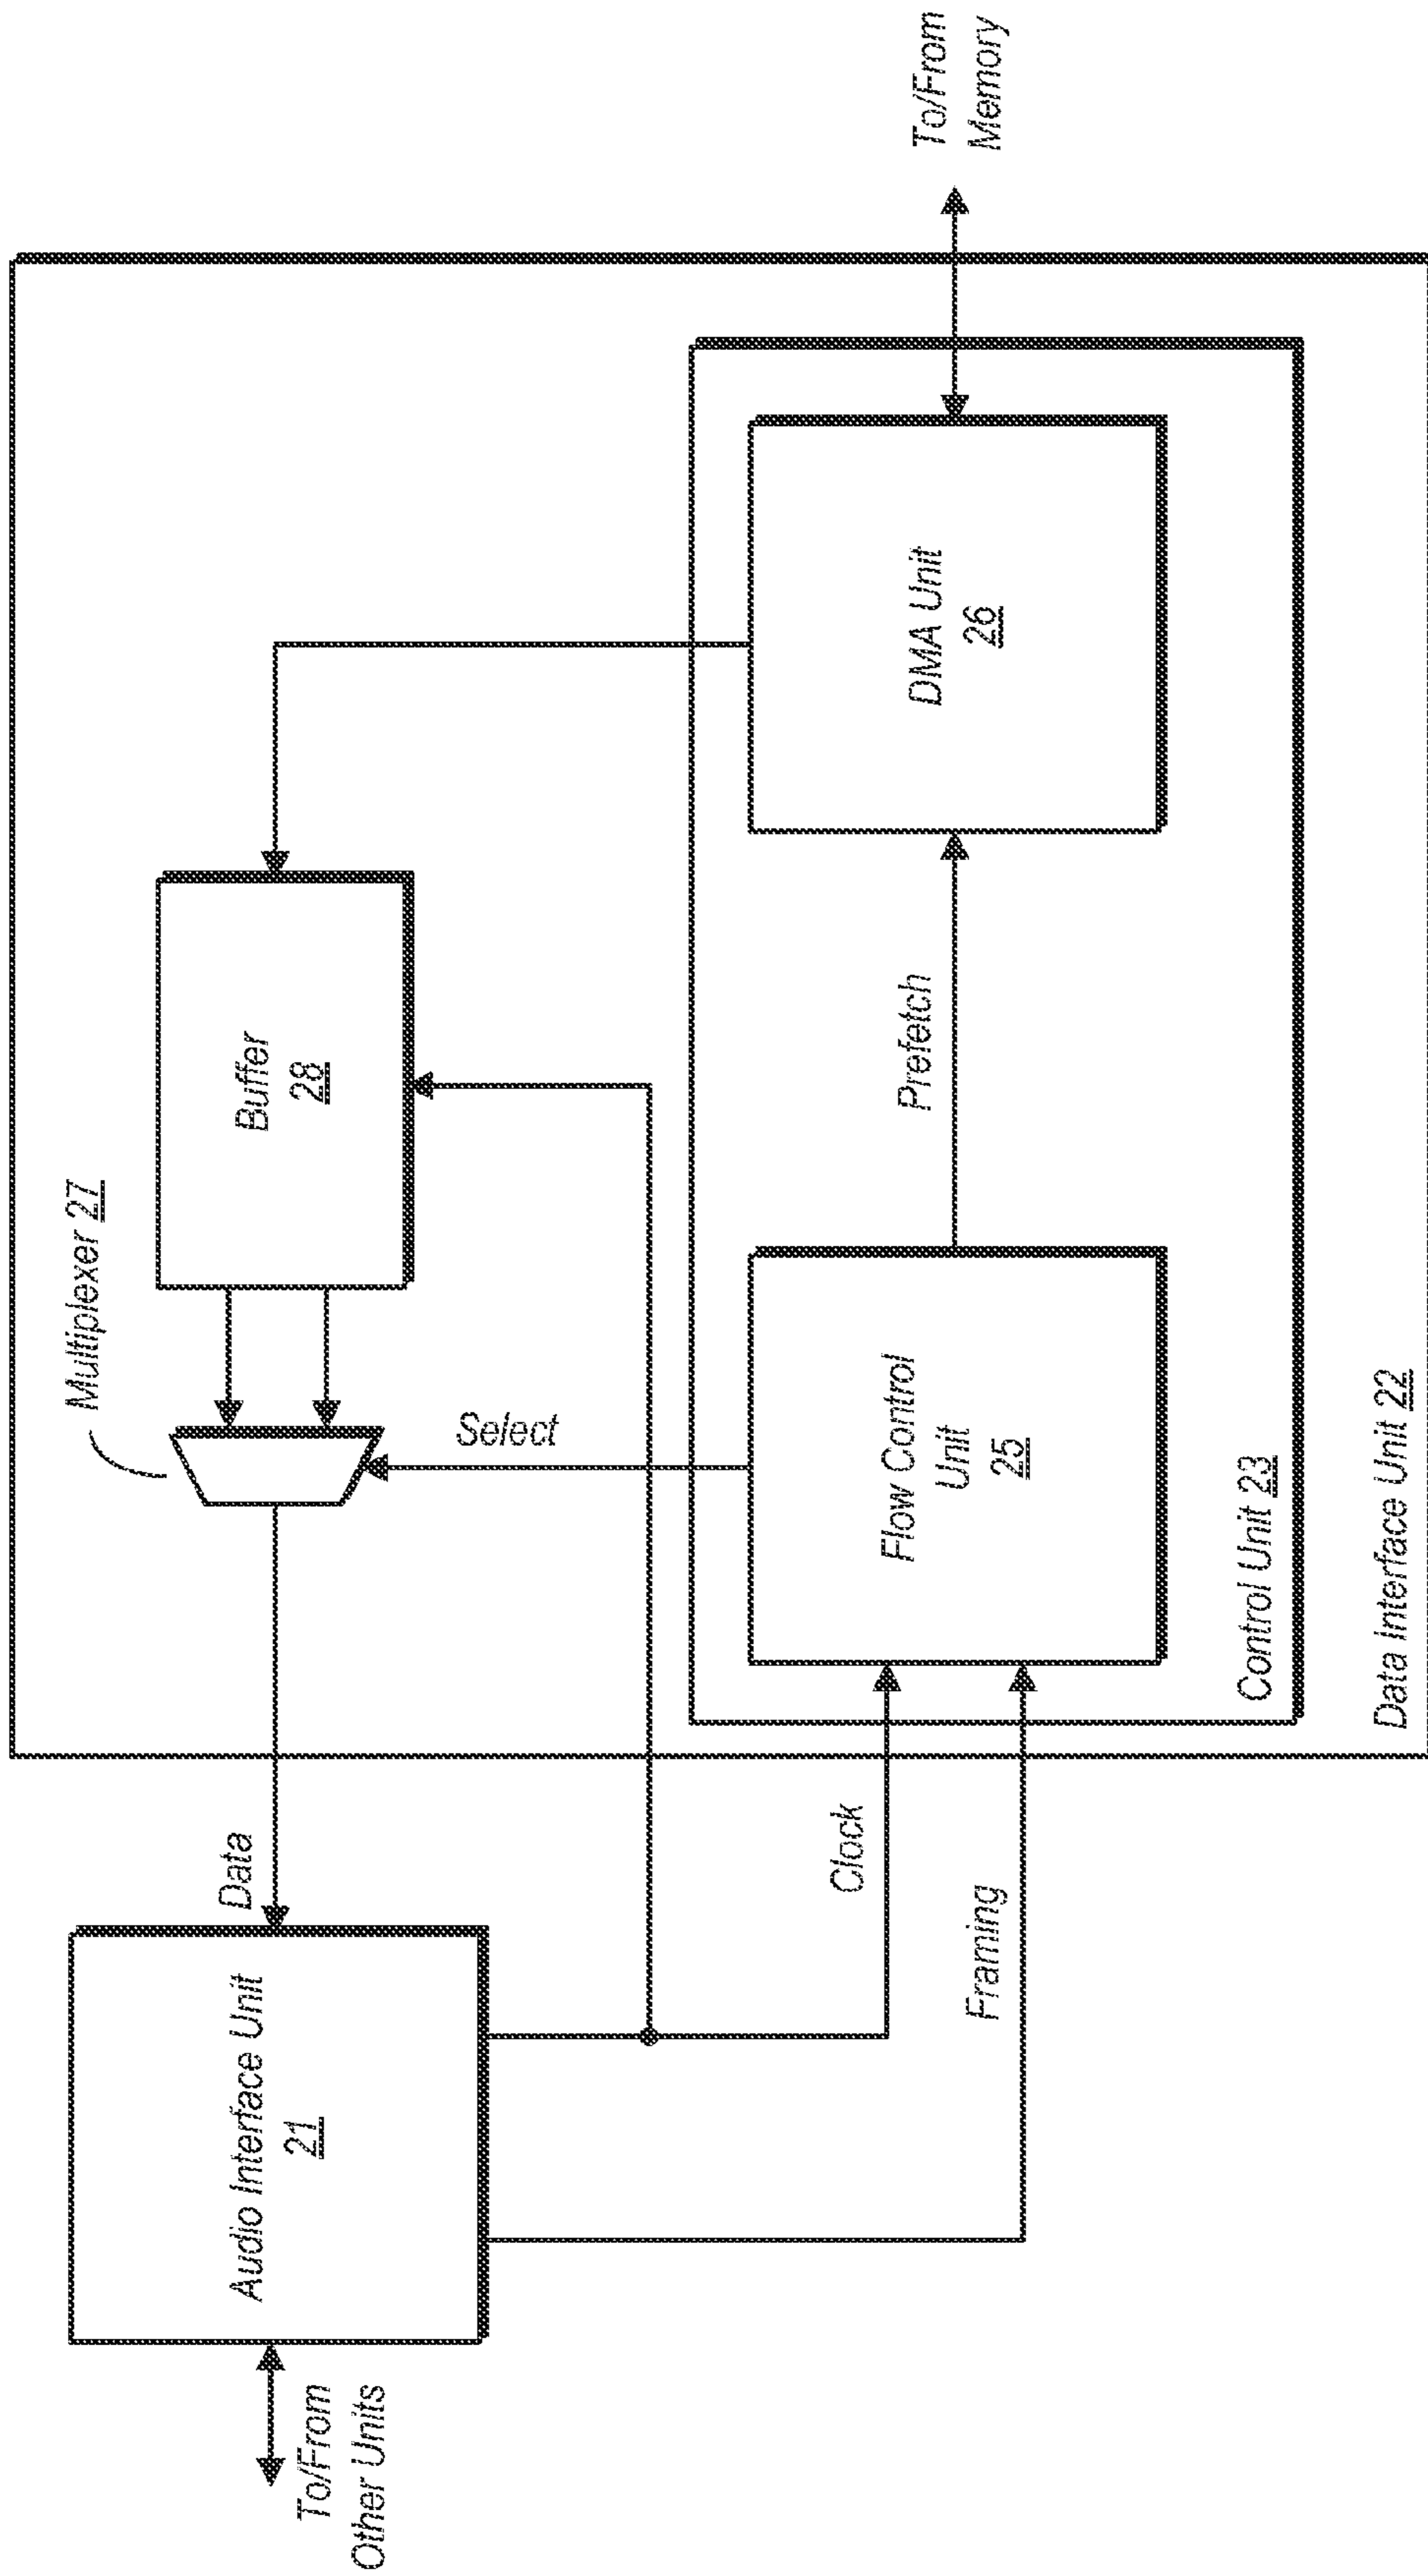 To/From
Other Units
Audio Interface Unit
21
Data
Clock
Framing
Multiplexer 27
Buffer
28
Select
Flow Control
Unit
25
Prefetch
DMA Unit
26
To/From
Memory
Control Unit 23
Data Interface Unit 22